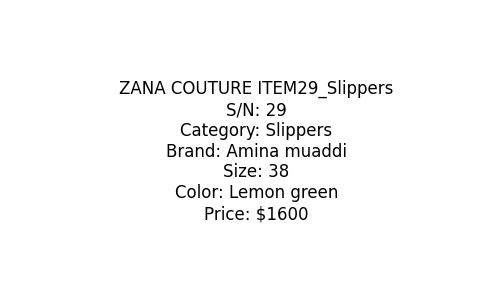 ZANA COUTURE ITEM29_Slippers
S/N: 29
Category: Slippers
Brand: Amina muaddi
Size: 38
Color: Lemon green
Price: $1600